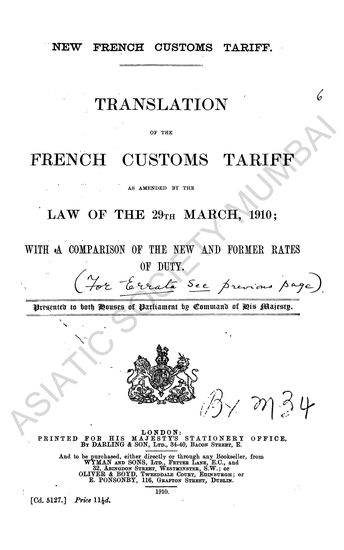 NEW FRENCH CUSTOMS TARIFF.
6
TRANSLATION
OF THE
FRENCH CUSTOMS TARIFF
AS AMENDED BY THE
LAW OF THE 29TH MARCH, 1910;
WITH A COMPARISON OF THE NEW AND FORMER RATES
OF DUTY.
(For Errata see previous page).
Presented to both Houses of Parliament by Command of His Majesty.
By M 34
LONDON:
PRINTED FOR HIS MAJESTY'S STATIONERY OFFICE,
BY DARLING & SON, LTD., 34-40, BACON STREET, E.
And to be purchased, either directly or through any Bookseller, from
WYMAN AND SONS, LTD., FETTER LANE, E.C., and
32, ABINGDON STREET, WESTMINSTER, S.W.; or
OLIVER & BOYD, TWEEDDALE COURT, EDINBURGH; or
E. PONSONBY, 116, GRAFTON STREET, DUBLIN.
1910.
[Cd. 5127.] Price 11½d.
ASIATIC SOCIETY MUMBAI